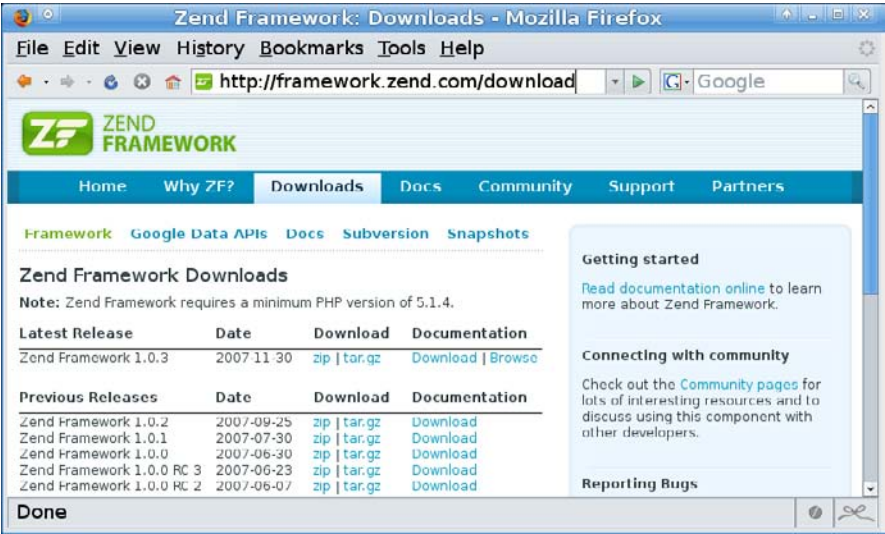 Zend Framework: Downloads - Mozilla Firefox
File Edit View History Bookmarks Tools Help
http://framework.zend.com/download
G Google
ZF ZEND FRAMEWORK
Home Why ZF? Downloads Docs Community Support Partners
Framework Google Data APIs Docs Subversion Snapshots
Zend Framework Downloads
Note: Zend Framework requires a minimum PHP version of 5.1.4.
Latest Release Date Download Documentation
Zend Framework 1.0.3 2007-11-30 zip | tar.gz Download | Browse
Previous Releases Date Download Documentation
Zend Framework 1.0.2 2007-09-25 zip | tar.gz Download
Zend Framework 1.0.1 2007-07-30 zip | tar.gz Download
Zend Framework 1.0.0 2007-06-30 zip | tar.gz Download
Zend Framework 1.0.0 RC 3 2007-06-23 zip | tar.gz Download
Zend Framework 1.0.0 RC 2 2007-06-07 zip | tar.gz Download
Getting started
Read documentation online to learn
more about Zend Framework.
Connecting with community
Check out the Community pages for
lots of interesting resources and to
discuss using this component with
other developers.
Reporting Bugs
Done